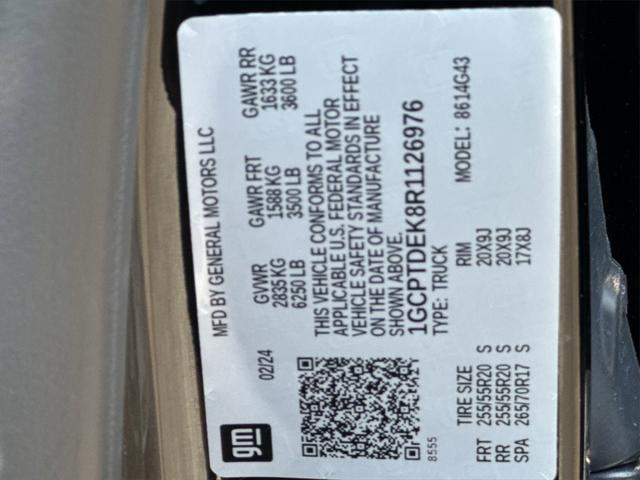 gm
MFD BY GENERAL MOTORS LLC
02/24
GVWR GAWR FRT GAWR RR
2835 KG 1588 KG 1633 KG
6250 LB 3500 LB 3600 LB
THIS VEHICLE CONFORMS TO ALL
APPLICABLE U.S. FEDERAL MOTOR
VEHICLE SAFETY STANDARDS IN EFFECT
ON THE DATE OF MANUFACTURE
SHOWN ABOVE.
1GCPTDEK8R1126976
TYPE: TRUCK MODEL: 8614G43
8555
TIRE SIZE RIM
FRT 255/55R20 S 20X9J
RR 255/55R20 S 20X9J
SPA 265/70R17 S 17X8J